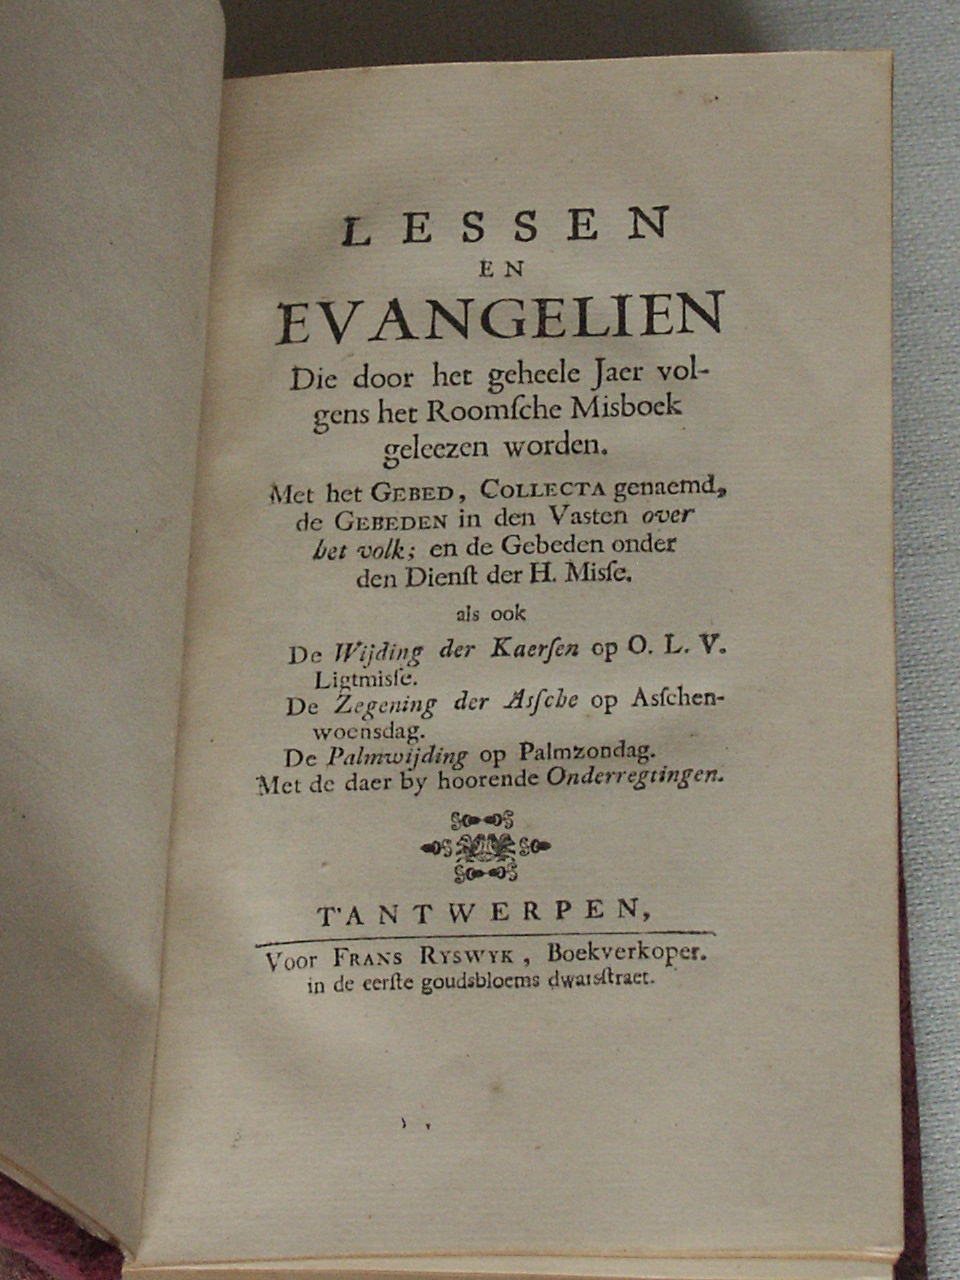 LESSEN
EN
EVANGELIEN
Die door het geheele Jaer vol-
gens het Roomſche Misboek
geleezen worden.
Met het GEBED, COLLECTA genaemd,
de GEBEDEN in den Vasten over
het volk; en de Gebeden onder
den Dienſt der H. Misſe.
als ook
De Wijding der Kaerſen op O. L. V.
Ligtmisſe.
De Zegening der Asſche op Asſchen-
woensdag.
De Palmwijding op Palmzondag.
Met de daer by hoorende Onderregtingen.
T'ANTWERPEN,
Voor FRANS RYSWYK, Boekverkoper.
in de eerſte goudsbloems dwarsſtraet.